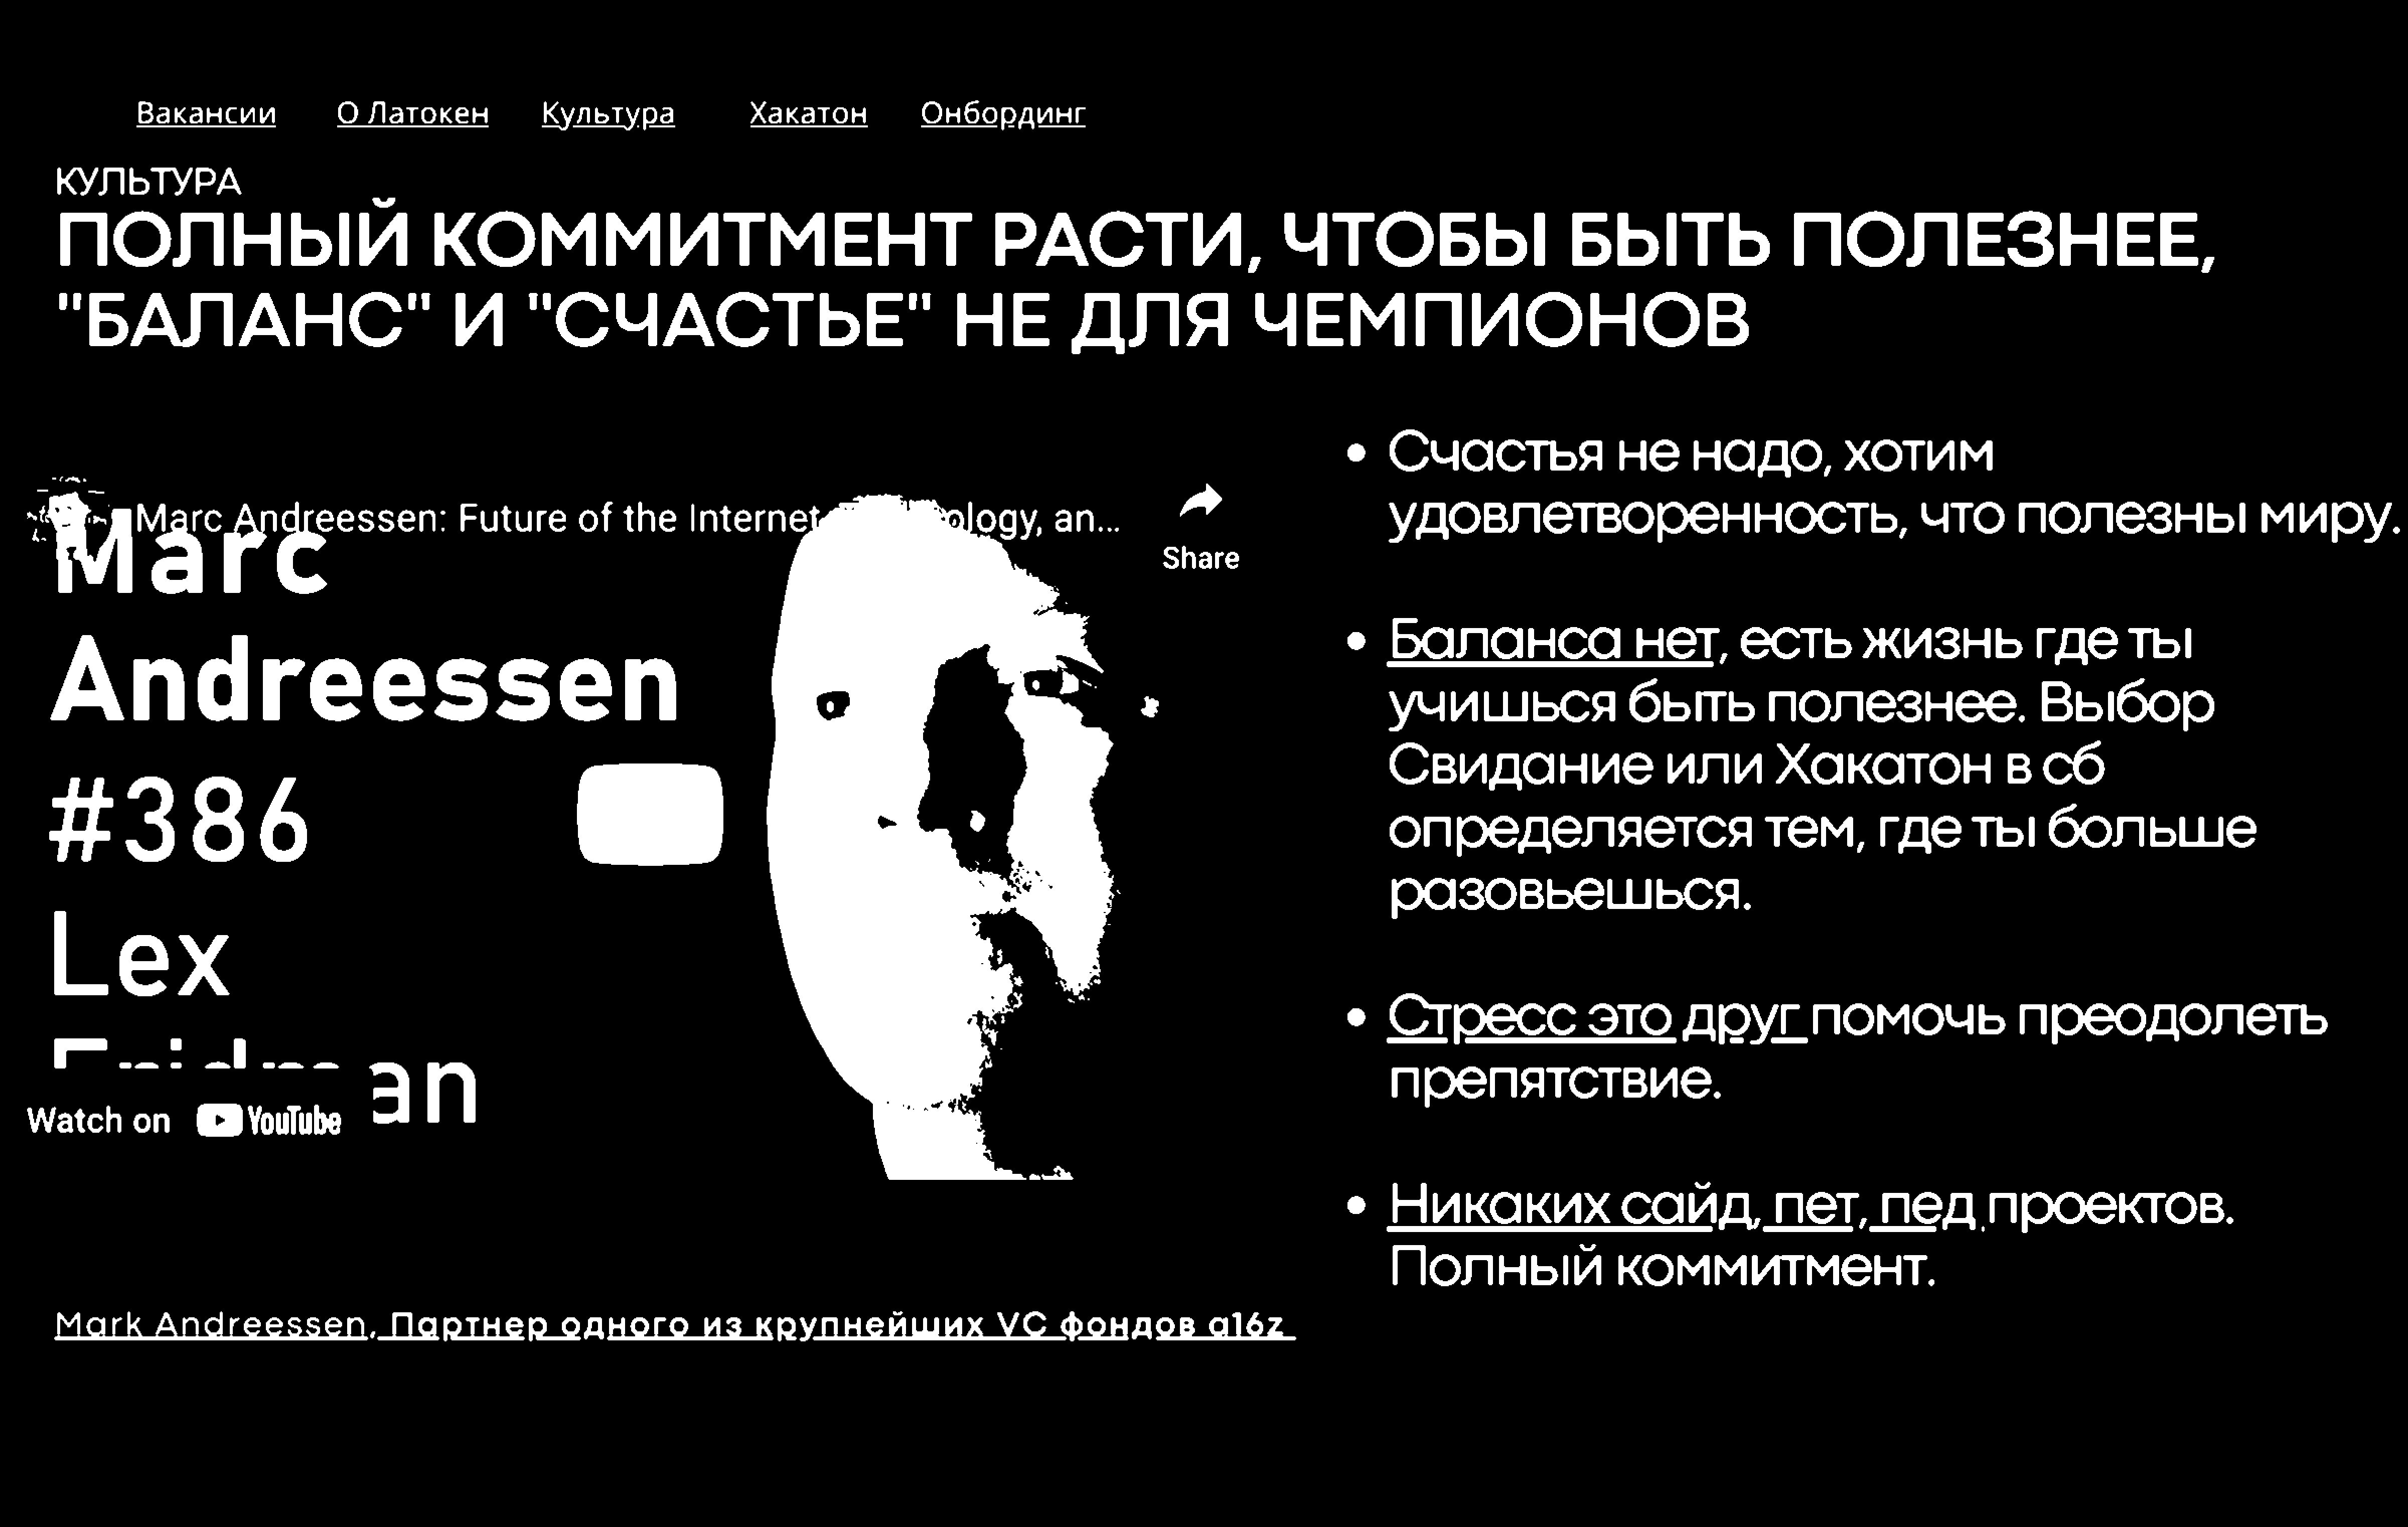 Вакансии О Латокен Культура Хакатон Онбординг
КУЛЬТУРА
ПОЛНЫЙ КОММИТМЕНТ РАСТИ, ЧТОБЫ БЫТЬ ПОЛЕЗНЕЕ,
"БАЛАНС" И "СЧАСТЬЕ" НЕ ДЛЯ ЧЕМПИОНОВ
Marc Andreessen: Future of the Internet, an...
Share
Marc
Andreessen
#386
Lex
Watch on YouTube
Mark Andreessen, Партнер одного из крупнейших VC фондов a16z
• Счастья не надо, хотим
удовлетворенность, что полезны миру.
• Баланса нет, есть жизнь где ты
учишься быть полезнее. Выбор
Свидание или Хакатон в сб
определяется тем, где ты больше
разовьешься.
• Стресс это друг помочь преодолеть
препятствие.
• Никаких сайд, пет, пед проектов.
Полный коммитмент.